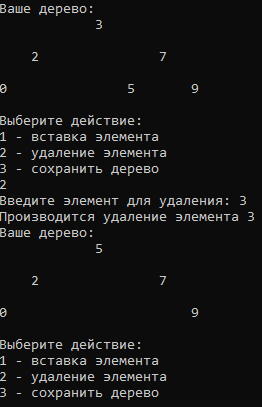 Ваше дерево:
3
2 7
0 5 9
Выберите действие:
1 - вставка элемента
2 - удаление элемента
3 - сохранить дерево
2
Введите элемент для удаления: 3
Производится удаление элемента 3
Ваше дерево:
5
2 7
0 9
Выберите действие:
1 - вставка элемента
2 - удаление элемента
3 - сохранить дерево